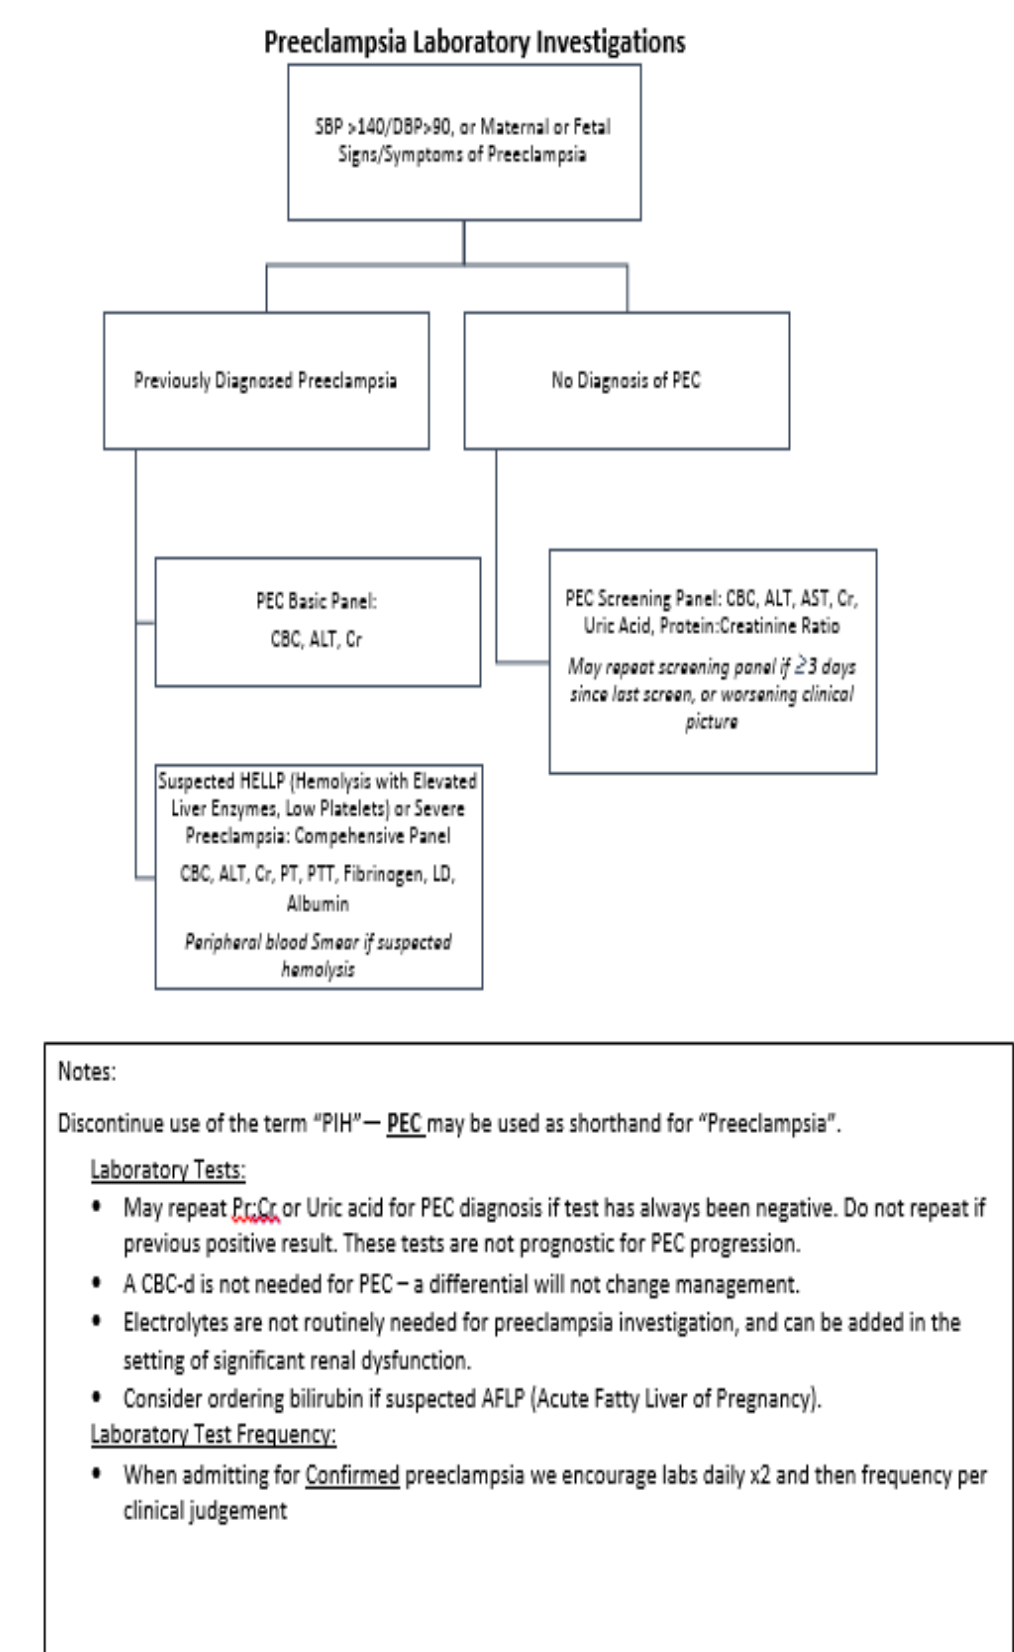 Preeclampsia Laboratory Investigations
SBP >140/DBP>90, or Maternal or Fetal
Signs/Symptoms of Preeclampsia
Previously Diagnosed Preeclampsia
No Diagnosis of PEC
PEC Basic Panel:
CBC, ALT, Cr
PEC Screening Panel: CBC, ALT, AST, Cr,
Uric Acid, Protein:Creatinine Ratio
May repeat screening panel if ≥3 days
since last screen, or worsening clinical
picture
Suspected HELLP (Hemolysis with Elevated
Liver Enzymes, Low Platelets) or Severe
Preeclampsia: Compehensive Panel
CBC, ALT, Cr, PT, PTT, Fibrinogen, LD,
Albumin
Peripheral blood Smear if suspected
hemolysis
Notes:
Discontinue use of the term “PIH”— PEC may be used as shorthand for “Preeclampsia”.
Laboratory Tests:
• May repeat Pr:Cr or Uric acid for PEC diagnosis if test has always been negative. Do not repeat if
previous positive result. These tests are not prognostic for PEC progression.
• A CBC-d is not needed for PEC – a differential will not change management.
• Electrolytes are not routinely needed for preeclampsia investigation, and can be added in the
setting of significant renal dysfunction.
• Consider ordering bilirubin if suspected AFLP (Acute Fatty Liver of Pregnancy).
Laboratory Test Frequency:
• When admitting for Confirmed preeclampsia we encourage labs daily x2 and then frequency per
clinical judgement